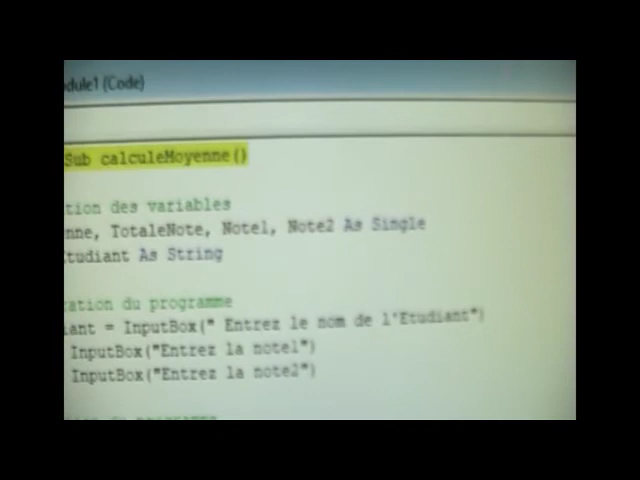 dule1 (Code)
Sub calculeMoyenne()
tion des variables
nne, TotaleNote, Note1, Note2 As Single
Etudiant As String
ration du programme
iant = InputBox(" Entrez le nom de l'Etudiant")
InputBox("Entrez la note1")
InputBox("Entrez la note2")